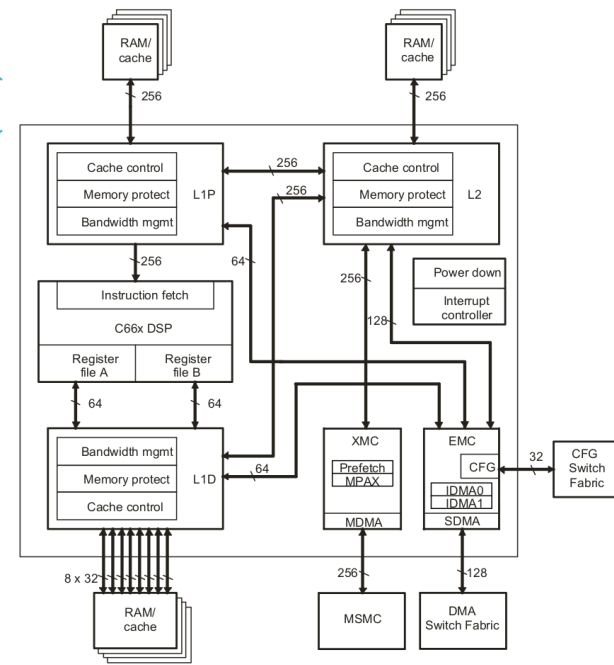 RAM/
cache
RAM/
cache
256
256
Cache control
Memory protect
Bandwidth mgmt
L1P
256
256
Cache control
Memory protect
Bandwidth mgmt
L2
256
64
256
128
Power down
Interrupt
controller
Instruction fetch
C66x DSP
Register
file A
Register
file B
64
64
Bandwidth mgmt
Memory protect
Cache control
L1D
64
XMC
Prefetch
MPAX
MDMA
EMC
CFG
IDMA0
IDMA1
SDMA
32
CFG
Switch
Fabric
8 x 32
256
128
RAM/
cache
MSMC
DMA
Switch Fabric